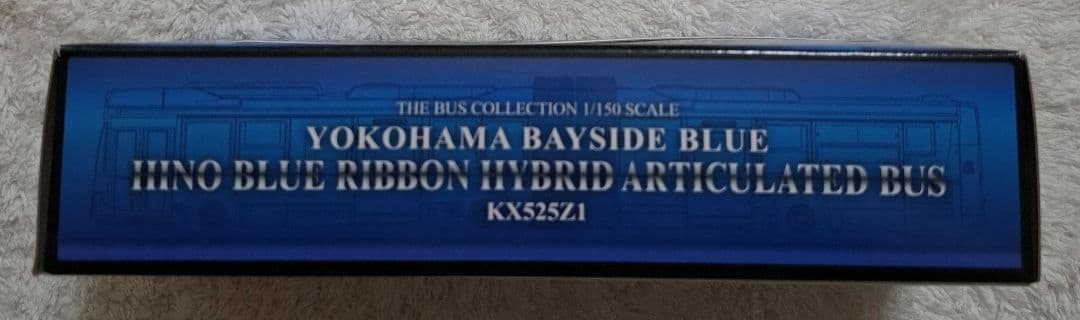 THE BUS COLLECTION 1/150 SCALE
YOKOHAMA BAYSIDE BLUE
HINO BLUE RIBBON HYBRID ARTICULATED BUS
KX525Z1